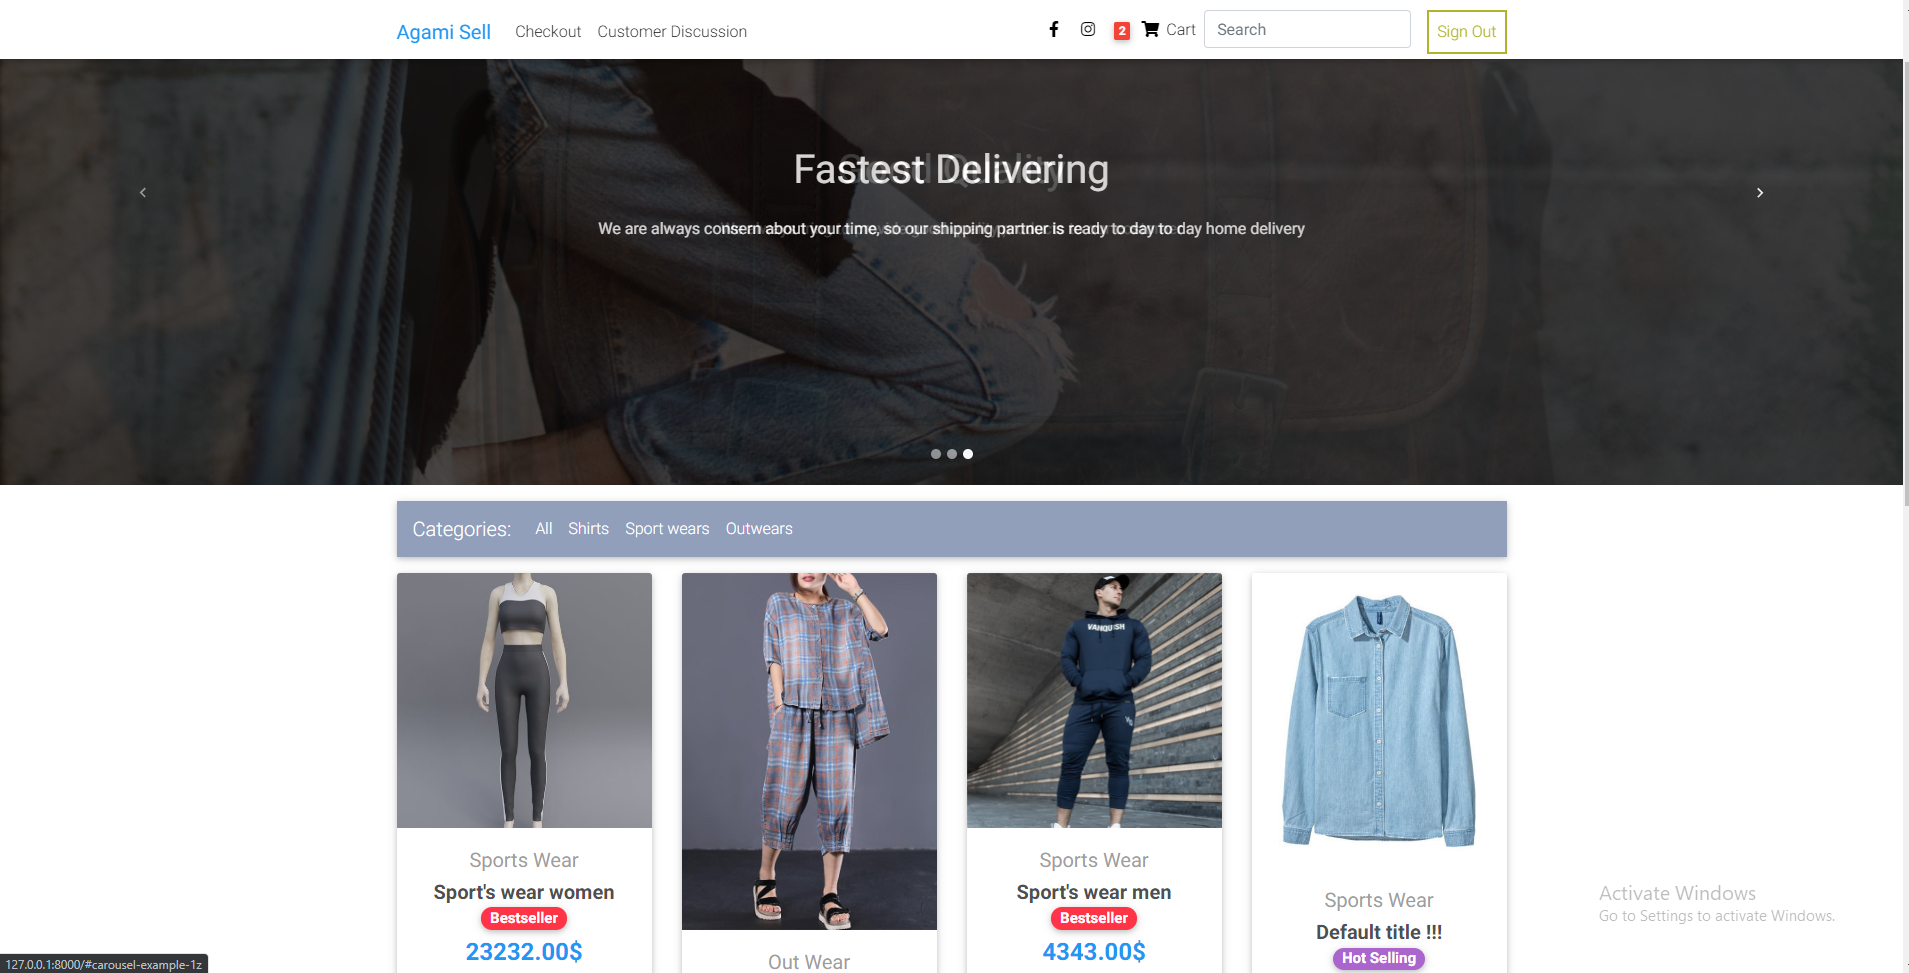 Agami Sell Checkout Customer Discussion 2 Cart Search Sign Out
Fastest Delivering
We are always consern about your time, so our shipping partner is ready to day to day home delivery
Categories: All Shirts Sport wears Outwears
VANQUISH
VQ
Sports Wear
Sport's wear women
Bestseller
23232.00$
Out Wear
Sports Wear
Sport's wear men
Bestseller
4343.00$
Sports Wear
Default title !!!
Hot Selling
Activate Windows
Go to Settings to activate Windows.
127.0.0.1:8000/#carousel-example-1z